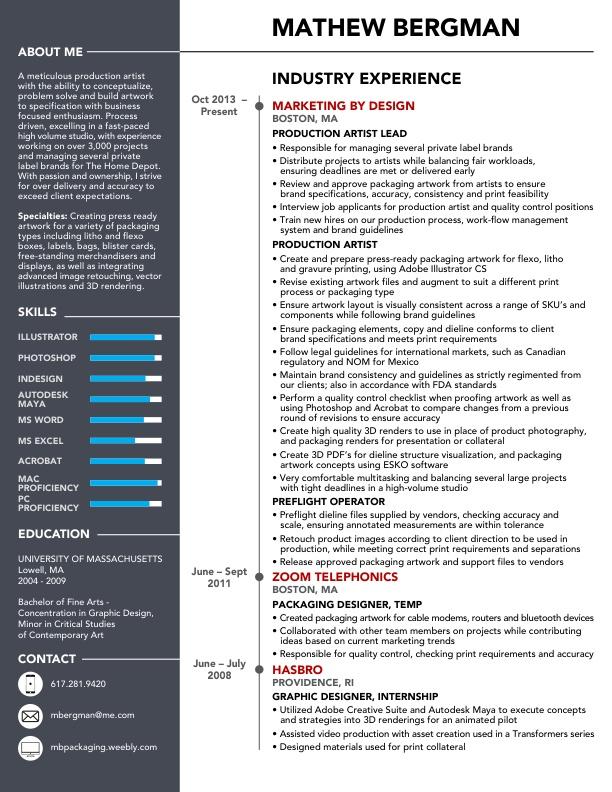 MATHEW BERGMAN
ABOUT ME
A meticulous production artist
with the ability to conceptualize,
problem solve and build artwork
to specification with business
focused enthusiasm. Process
driven, excelling in a fast-paced
high volume studio, with experience
working on over 3,000 projects
and managing several private
label brands for The Home Depot.
With passion and ownership, I strive
for over delivery and accuracy to
exceed client expectations.
Specialties: Creating press ready
artwork for a variety of packaging
types including litho and flexo
boxes, labels, bags, blister cards,
free-standing merchandisers and
displays, as well as integrating
advanced image retouching, vector
illustrations and 3D rendering.
SKILLS
ILLUSTRATOR
PHOTOSHOP
INDESIGN
AUTODESK
MAYA
MS WORD
MS EXCEL
ACROBAT
MAC
PROFICIENCY
PC
PROFICIENCY
EDUCATION
UNIVERSITY OF MASSACHUSETTS
Lowell, MA
2004 - 2009
Bachelor of Fine Arts -
Concentration in Graphic Design,
Minor in Critical Studies
of Contemporary Art
CONTACT
617.281.9420
mbergman@me.com
mbpackaging.weebly.com
INDUSTRY EXPERIENCE
Oct 2013 –
Present
MARKETING BY DESIGN
BOSTON, MA
PRODUCTION ARTIST LEAD
• Responsible for managing several private label brands
• Distribute projects to artists while balancing fair workloads,
ensuring deadlines are met or delivered early
• Review and approve packaging artwork from artists to ensure
brand specifications, accuracy, consistency and print feasibility
• Interview job applicants for production artist and quality control positions
• Train new hires on our production process, work-flow management
system and brand guidelines
PRODUCTION ARTIST
• Create and prepare press-ready packaging artwork for flexo, litho
and gravure printing, using Adobe Illustrator CS
• Revise existing artwork files and augment to suit a different print
process or packaging type
• Ensure artwork layout is visually consistent across a range of SKU's and
components while following brand guidelines
• Ensure packaging elements, copy and dieline conforms to client
brand specifications and meets print requirements
• Follow legal guidelines for international markets, such as Canadian
regulatory and NOM for Mexico
• Maintain brand consistency and guidelines as strictly regimented from
our clients; also in accordance with FDA standards
• Perform a quality control checklist when proofing artwork as well as
using Photoshop and Acrobat to compare changes from a previous
round of revisions to ensure accuracy
• Create high quality 3D renders to use in place of product photography,
and packaging renders for presentation or collateral
• Create 3D PDF's for dieline structure visualization, and packaging
artwork concepts using ESKO software
• Very comfortable multitasking and balancing several large projects
with tight deadlines in a high-volume studio
PREFLIGHT OPERATOR
• Preflight dieline files supplied by vendors, checking accuracy and
scale, ensuring annotated measurements are within tolerance
• Retouch product images according to client direction to be used in
production, while meeting correct print requirements and separations
• Release approved packaging artwork and support files to vendors
June – Sept
2011
ZOOM TELEPHONICS
BOSTON, MA
PACKAGING DESIGNER, TEMP
• Created packaging artwork for cable modems, routers and bluetooth devices
• Collaborated with other team members on projects while contributing
ideas based on current marketing trends
• Responsible for quality control, checking print requirements and accuracy
June – July
2008
HASBRO
PROVIDENCE, RI
GRAPHIC DESIGNER, INTERNSHIP
• Utilized Adobe Creative Suite and Autodesk Maya to execute concepts
and strategies into 3D renderings for an animated pilot
• Assisted video production with asset creation used in a Transformers series
• Designed materials used for print collateral